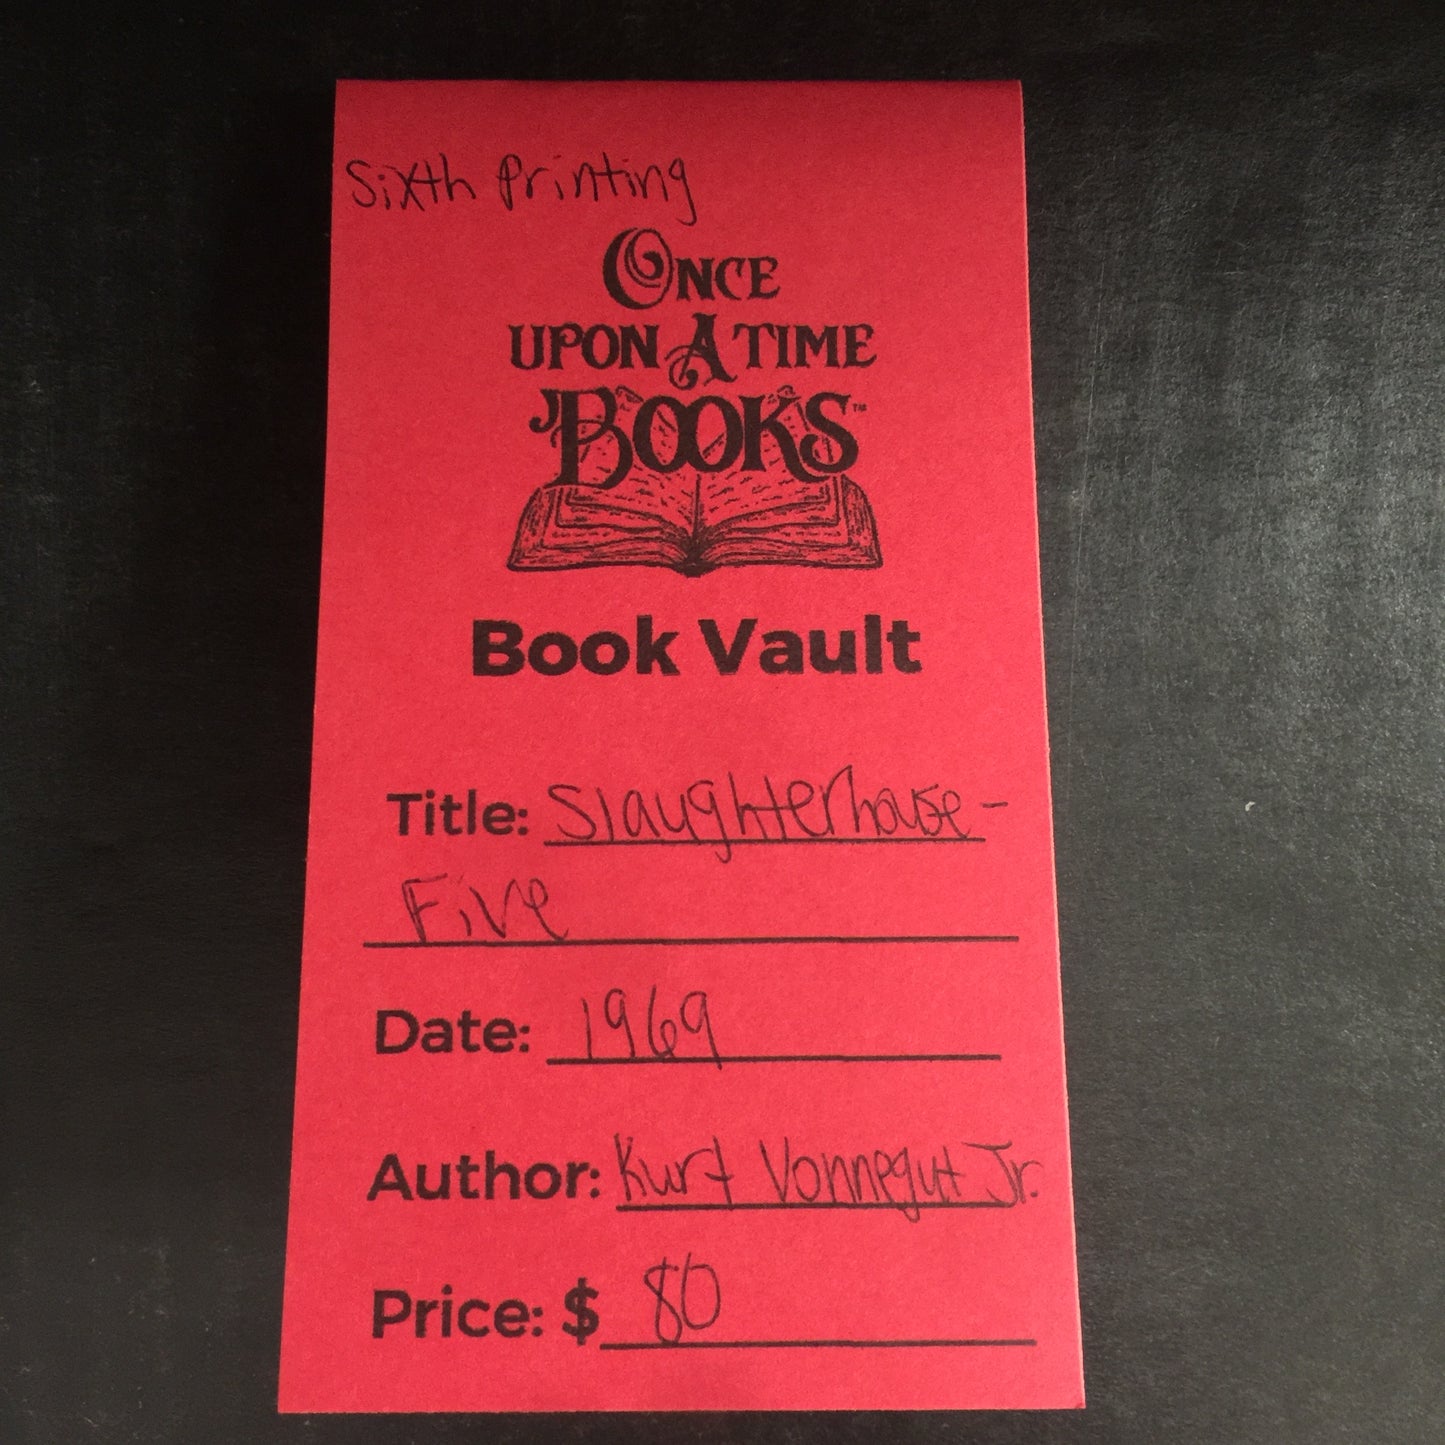 Sixth Printing
ONCE
UPON A TIME
BOOKS™
Book Vault
Title: Slaughterhouse-
Five
Date: 1969
Author: Kurt Vonnegut Jr.
Price: $ 80